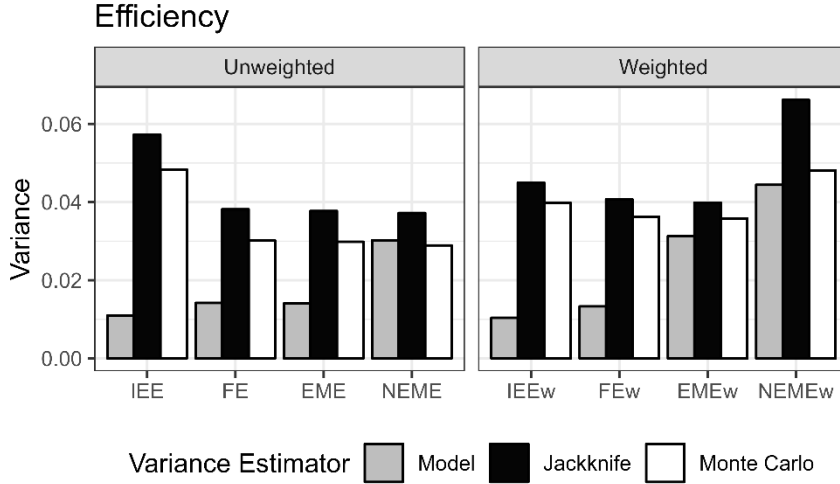 Efficiency
Unweighted Weighted
Variance
0.06
0.04
0.02
0.00
IEE FE EME NEME IEEw FEw EMEw NEMEw
Variance Estimator Model Jackknife Monte Carlo